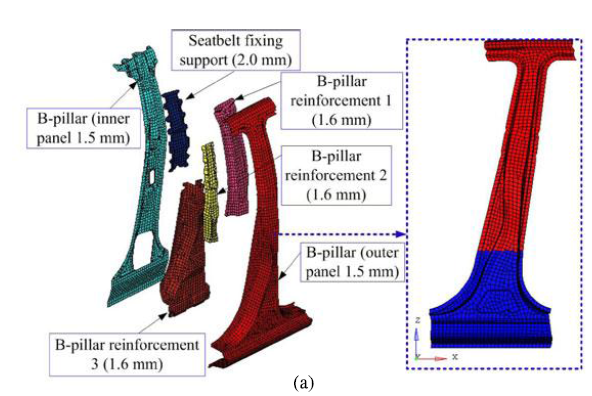 Seatbelt fixing
support (2.0 mm)
B-pillar
reinforcement 1
(1.6 mm)
B-pillar (inner
panel 1.5 mm)
B-pillar
reinforcement 2
(1.6 mm)
B-pillar (outer
panel 1.5 mm)
B-pillar reinforcement
3 (1.6 mm)
z
x
(a)